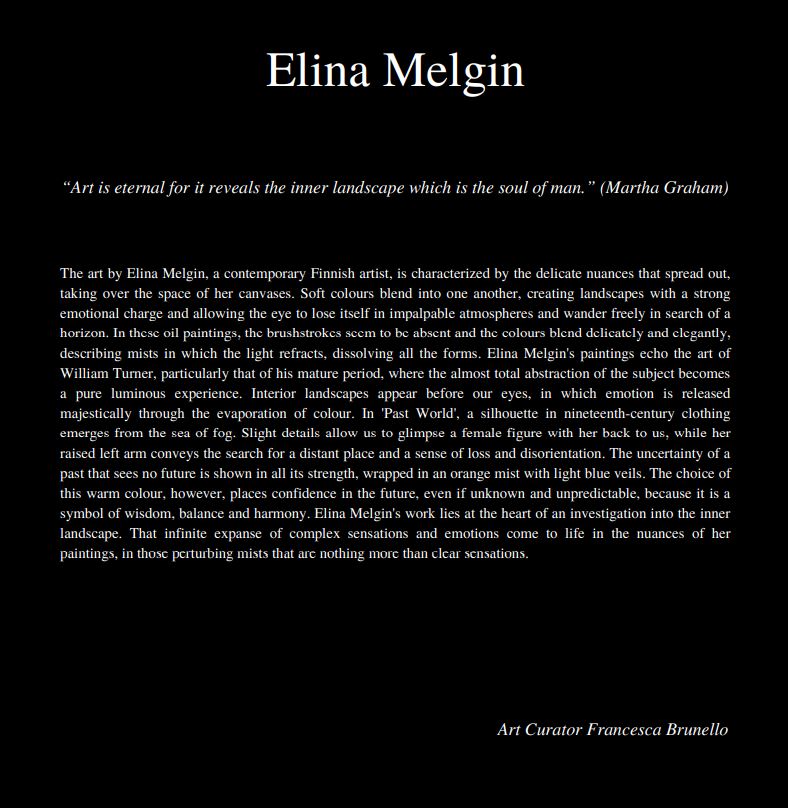 Elina Melgin
“Art is eternal for it reveals the inner landscape which is the soul of man.” (Martha Graham)
The art by Elina Melgin, a contemporary Finnish artist, is characterized by the delicate nuances that spread out,
taking over the space of her canvases. Soft colours blend into one another, creating landscapes with a strong
emotional charge and allowing the eye to lose itself in impalpable atmospheres and wander freely in search of a
horizon. In these oil paintings, the brushstrokes seem to be absent and the colours blend delicately and elegantly,
describing mists in which the light refracts, dissolving all the forms. Elina Melgin's paintings echo the art of
William Turner, particularly that of his mature period, where the almost total abstraction of the subject becomes
a pure luminous experience. Interior landscapes appear before our eyes, in which emotion is released
majestically through the evaporation of colour. In 'Past World', a silhouette in nineteenth-century clothing
emerges from the sea of fog. Slight details allow us to glimpse a female figure with her back to us, while her
raised left arm conveys the search for a distant place and a sense of loss and disorientation. The uncertainty of a
past that sees no future is shown in all its strength, wrapped in an orange mist with light blue veils. The choice of
this warm colour, however, places confidence in the future, even if unknown and unpredictable, because it is a
symbol of wisdom, balance and harmony. Elina Melgin's work lies at the heart of an investigation into the inner
landscape. That infinite expanse of complex sensations and emotions come to life in the nuances of her
paintings, in those perturbing mists that are nothing more than clear sensations.
Art Curator Francesca Brunello